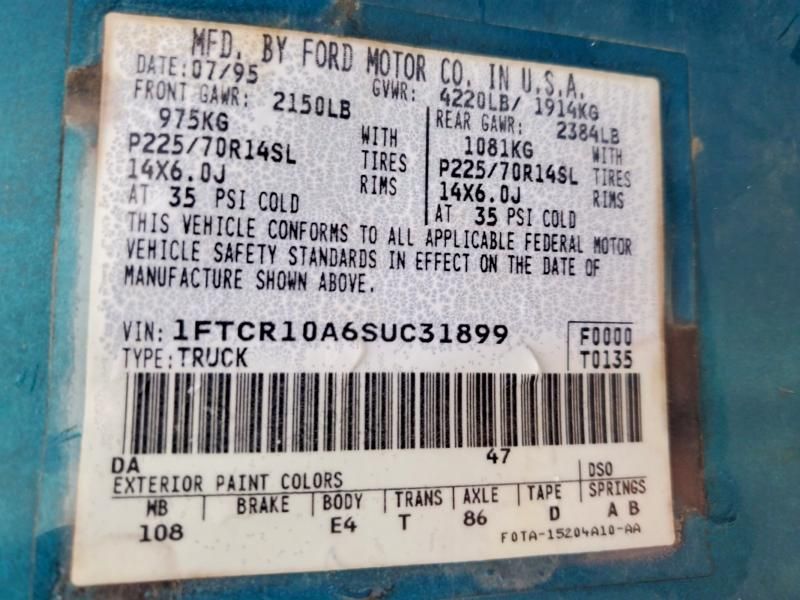 MFD. BY FORD MOTOR CO. IN U.S.A.
DATE: 07/95 GVWR: 4220LB/ 1914KG
FRONT GAWR: 2150LB REAR GAWR: 2384LB
975KG WITH 1081KG WITH
P225/70R14SL TIRES P225/70R14SL TIRES
14X6.0J RIMS 14X6.0J RIMS
AT 35 PSI COLD AT 35 PSI COLD
THIS VEHICLE CONFORMS TO ALL APPLICABLE FEDERAL MOTOR
VEHICLE SAFETY STANDARDS IN EFFECT ON THE DATE OF
MANUFACTURE SHOWN ABOVE.
VIN: 1FTCR10A6SUC31899 F0000
TYPE: TRUCK T0135
DA 47 DSO
EXTERIOR PAINT COLORS
WB BRAKE BODY TRANS AXLE TAPE SPRINGS
108 E4 T 86 D A B
F0TA-15204A10-AA